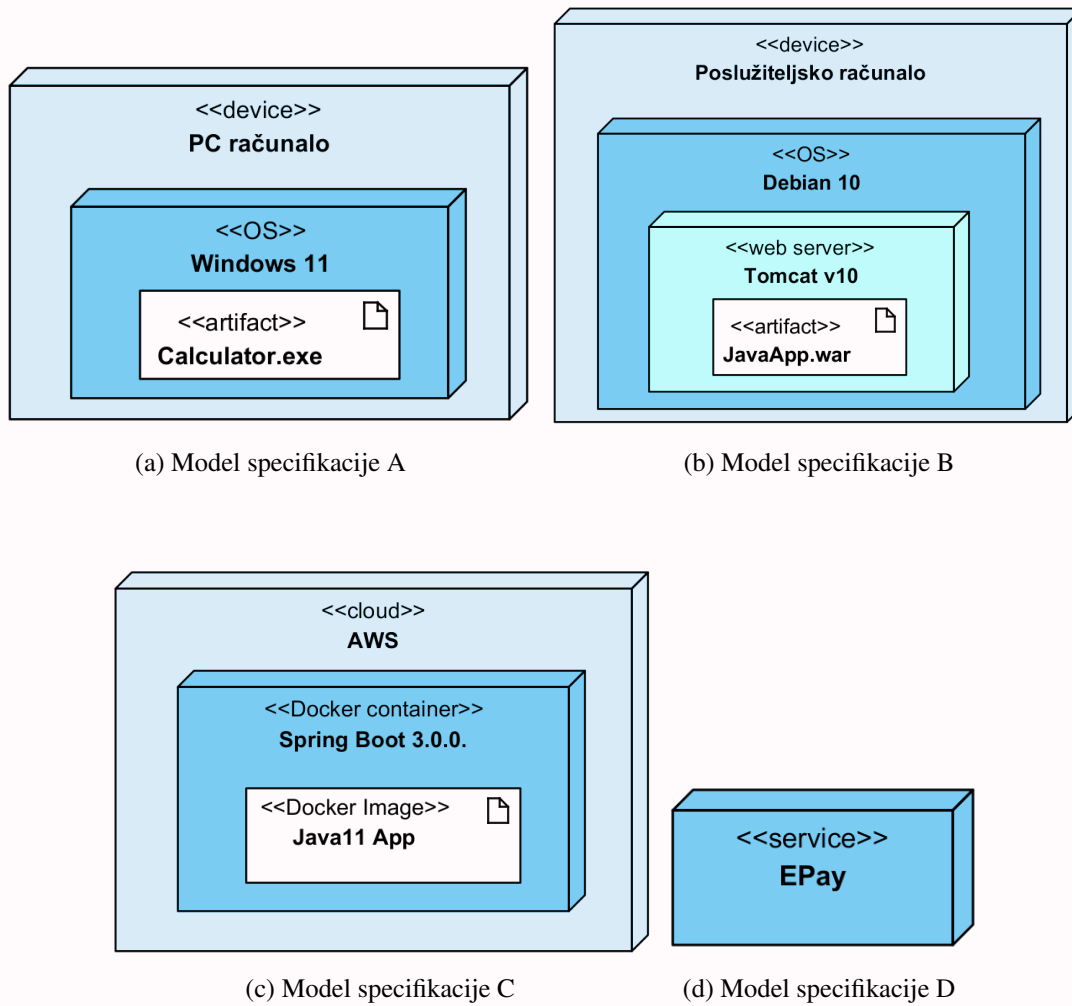 <<device>>
PC računalo
<<OS>>
Windows 11
<<artifact>>
Calculator.exe
(a) Model specifikacije A
<<device>>
Poslužiteljsko računalo
<<OS>>
Debian 10
<<web server>>
Tomcat v10
<<artifact>>
JavaApp.war
(b) Model specifikacije B
<<cloud>>
AWS
<<Docker container>>
Spring Boot 3.0.0.
<<Docker Image>>
Java11 App
(c) Model specifikacije C
<<service>>
EPay
(d) Model specifikacije D